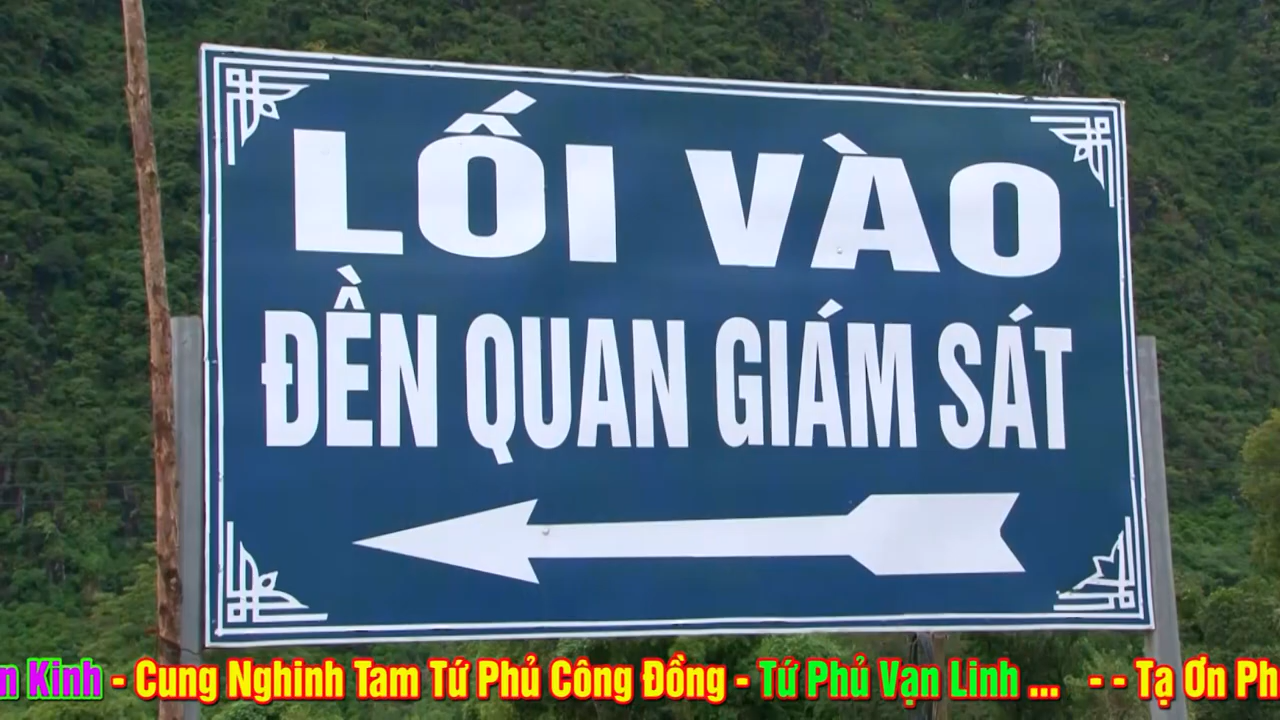 LỐI VÀO
ĐỀN QUAN GIÁM SÁT
Kinh - Cung Nghinh Tam Tứ Phủ Công Đồng - Tứ Phủ Vạn Linh ... - - Tạ Ơn Ph